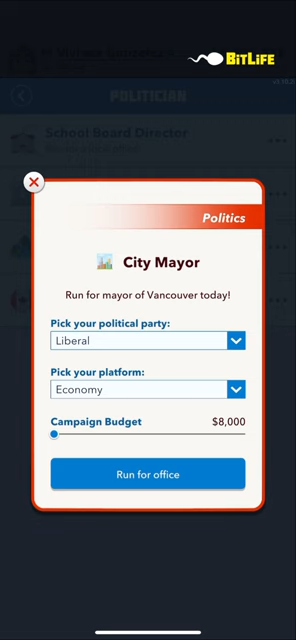 BITLIFE
POLITICIAN
School Board Director
Politics
City Mayor
Run for mayor of Vancouver today!
Pick your political party:
Liberal
Pick your platform:
Economy
Campaign Budget $8,000
Run for office